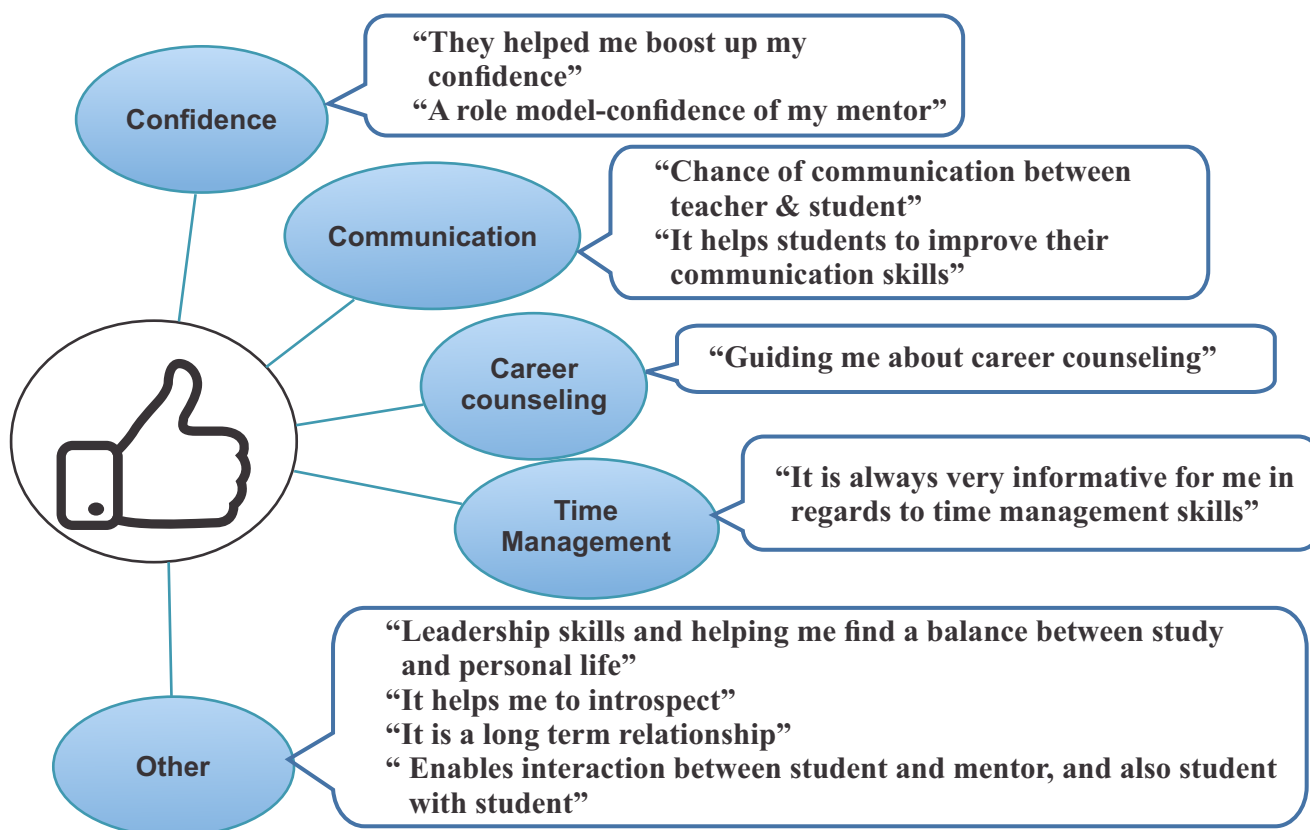 Confidence
“They helped me boost up my
confidence”
“A role model-confidence of my mentor”
Communication
“Chance of communication between
teacher & student”
“It helps students to improve their
communication skills”
Career
counseling
“Guiding me about career counseling”
Time
Management
“It is always very informative for me in
regards to time management skills”
Other
“Leadership skills and helping me find a balance between study
and personal life”
“It helps me to introspect”
“It is a long term relationship”
“ Enables interaction between student and mentor, and also student
with student”